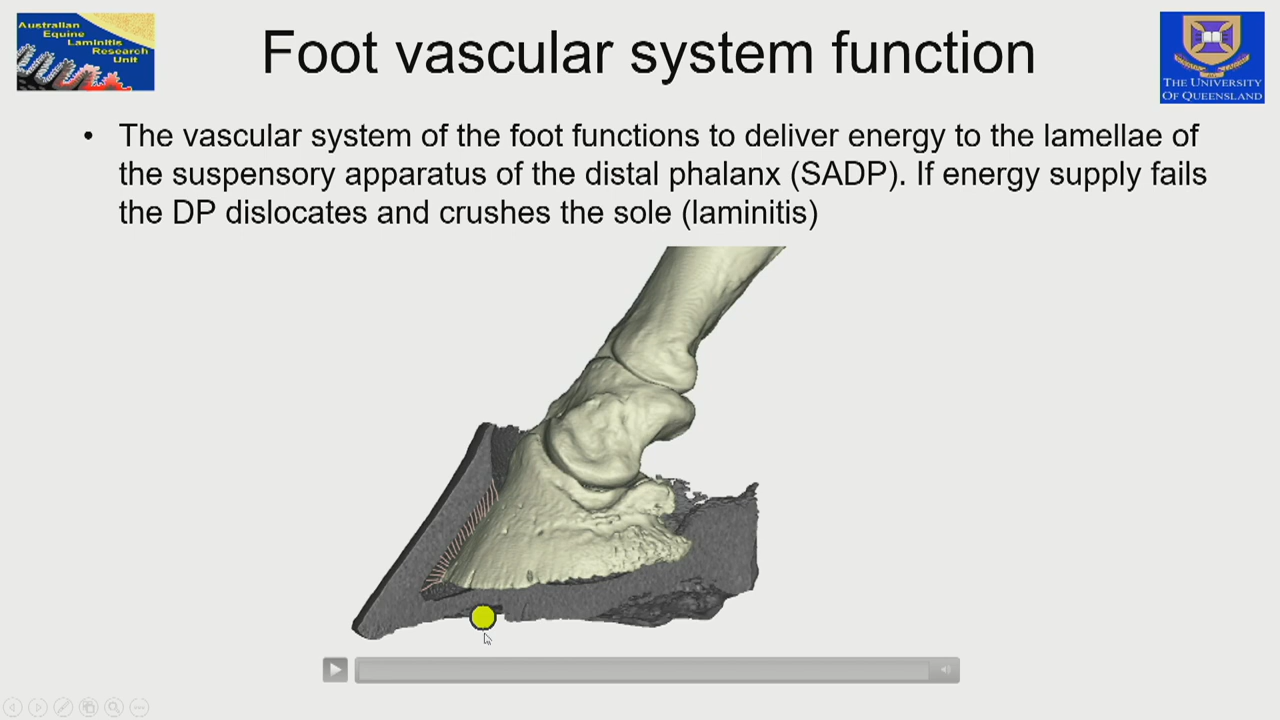 Australian
Equine
Laminitis
Research
Unit
Foot vascular system function
THE UNIVERSITY
OF QUEENSLAND
• The vascular system of the foot functions to deliver energy to the lamellae of
the suspensory apparatus of the distal phalanx (SADP). If energy supply fails
the DP dislocates and crushes the sole (laminitis)